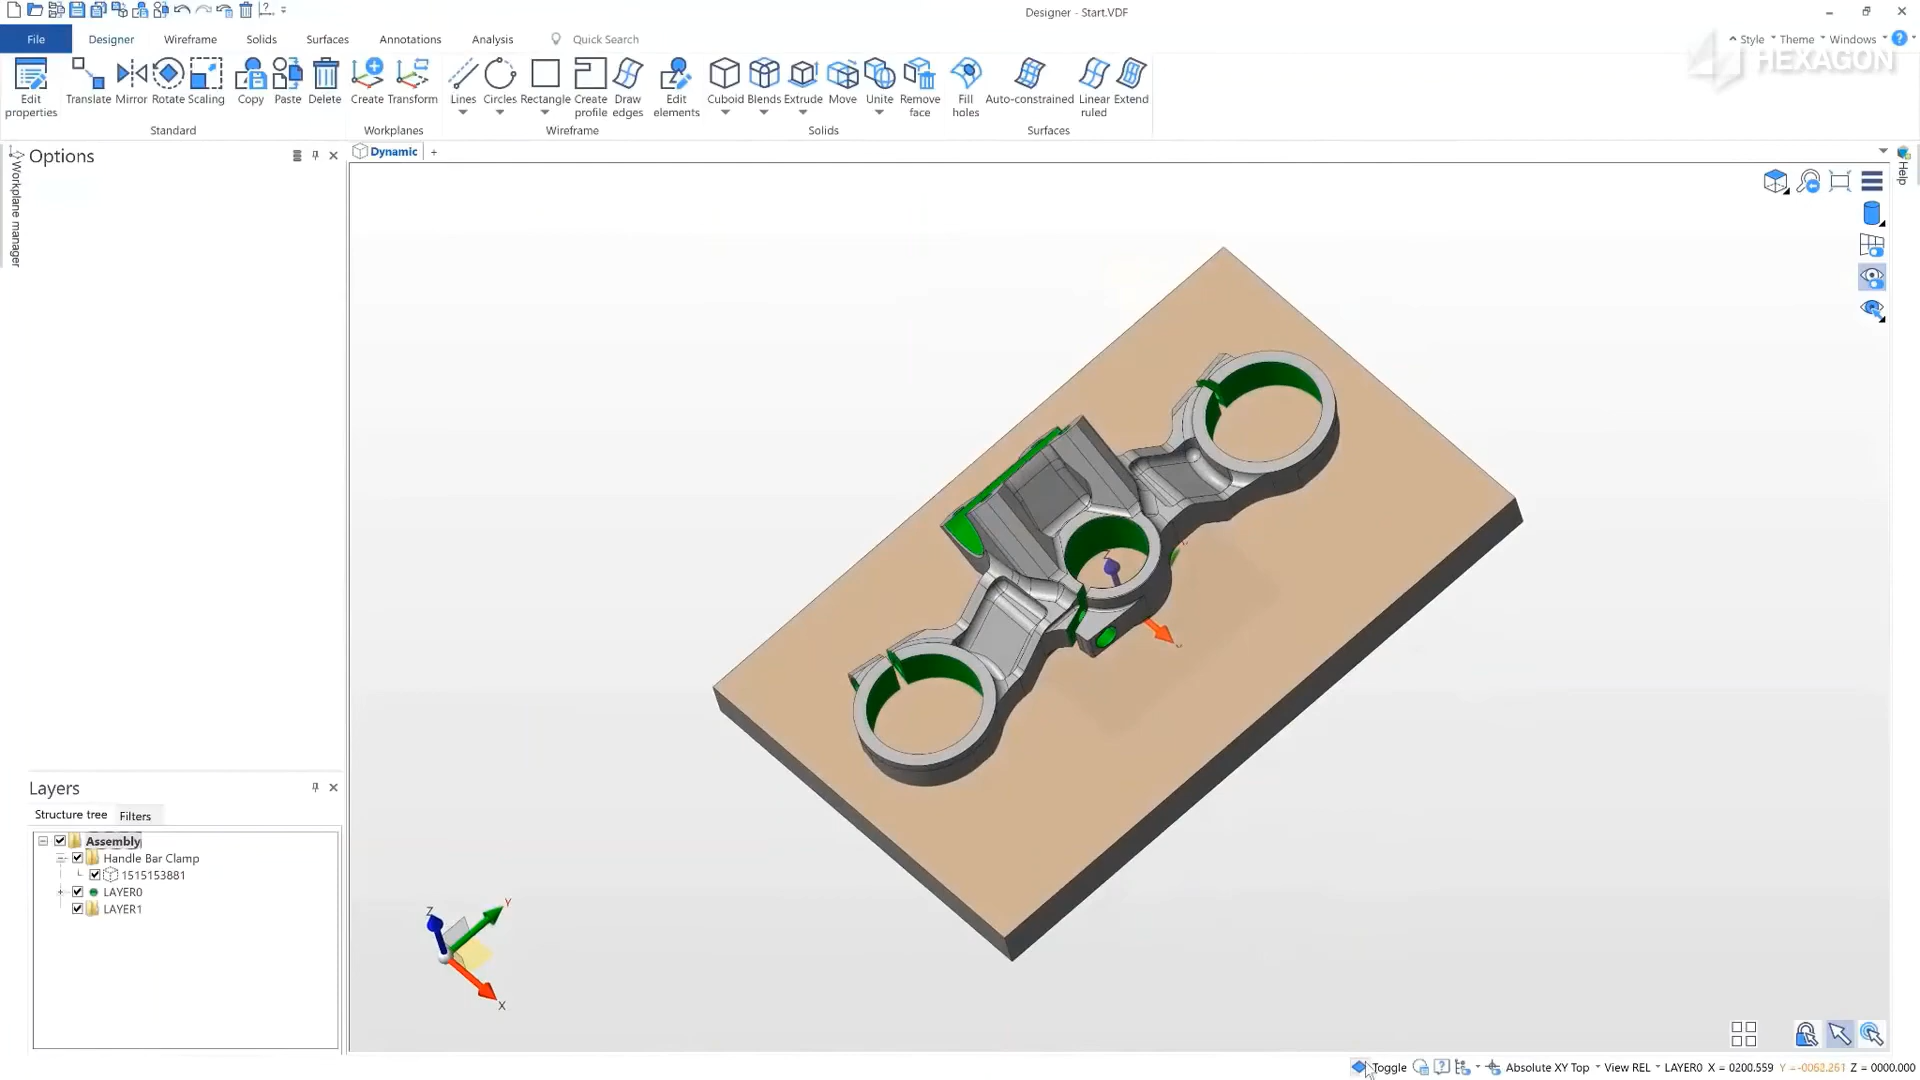 Designer - Start.VDF
File Designer Wireframe Solids Surfaces Annotations Analysis Quick Search
Style Theme Windows
HEXAGON
Edit properties
Translate Mirror Rotate Scaling Copy Paste Delete
Create Transform
Lines Circles Rectangle
Create profile
Draw edges
Edit elements
Cuboid Blends Extrude Move Unite
Remove face
Fill holes
Auto-constrained
Linear ruled
Extend
Standard Workplanes Wireframe Solids Surfaces
Options
Dynamic +
Workplane manager
Help
Layers
Structure tree Filters
Assembly
Handle Bar Clamp
1515153881
LAYER0
LAYER1
Z
Z Y
X
Toggle Absolute XY Top View REL LAYER0 X = 0200.559 Y = -0062.261 Z = 0000.000